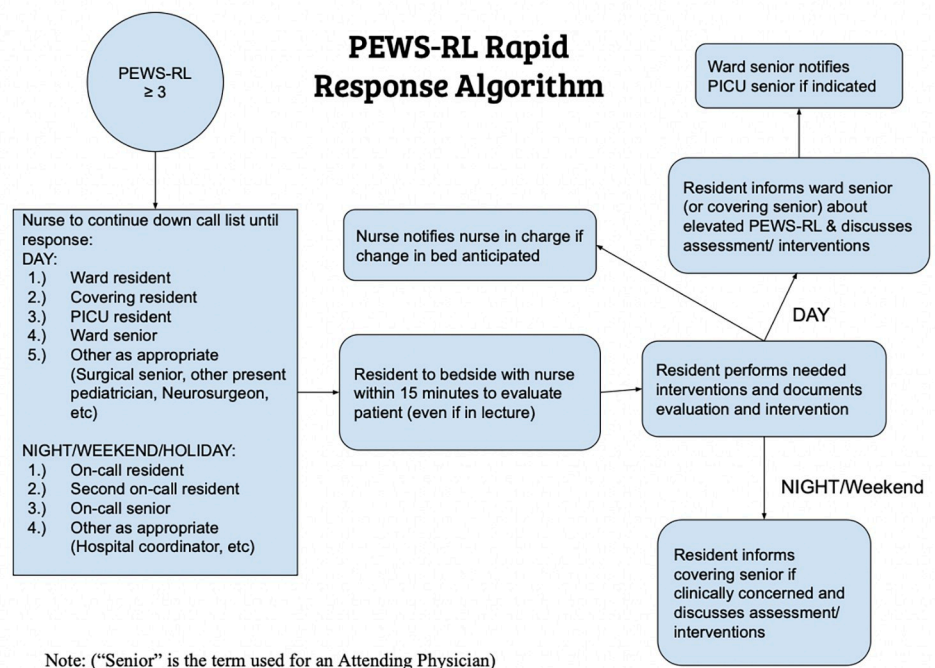 PEWS-RL Rapid
Response Algorithm
PEWS-RL
≥ 3
Nurse to continue down call list until
response:
DAY:
1.) Ward resident
2.) Covering resident
3.) PICU resident
4.) Ward senior
5.) Other as appropriate
(Surgical senior, other present
pediatrician, Neurosurgeon,
etc)
NIGHT/WEEKEND/HOLIDAY:
1.) On-call resident
2.) Second on-call resident
3.) On-call senior
4.) Other as appropriate
(Hospital coordinator, etc)
Resident to bedside with nurse
within 15 minutes to evaluate
patient (even if in lecture)
Resident performs needed
interventions and documents
evaluation and intervention
Nurse notifies nurse in charge if
change in bed anticipated
DAY
Resident informs ward senior
(or covering senior) about
elevated PEWS-RL & discusses
assessment/ interventions
Ward senior notifies
PICU senior if indicated
NIGHT/Weekend
Resident informs
covering senior if
clinically concerned and
discusses assessment/
interventions
Note: (“Senior” is the term used for an Attending Physician)